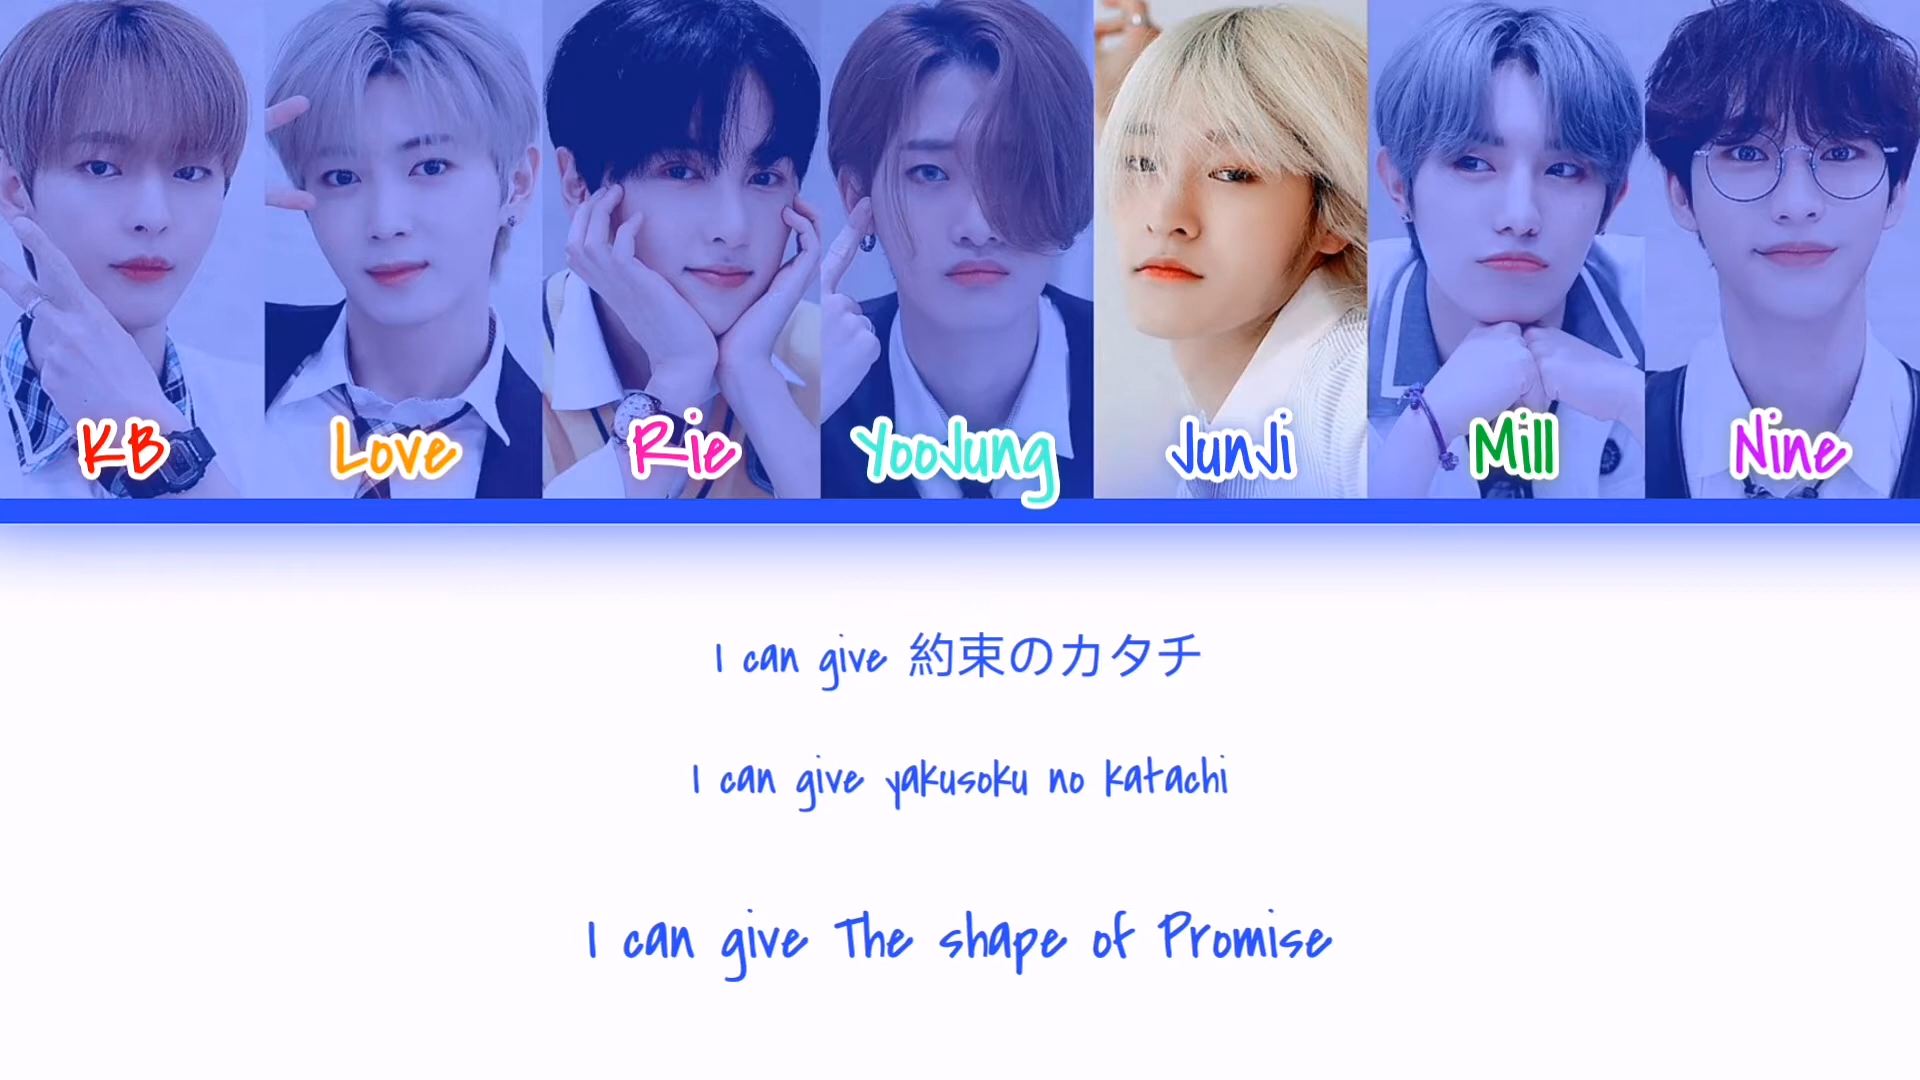 KB Love Rie YooJung JunJi Mill Nine
I can give 約束のカタチ
I can give yakusoku no katachi
I can give The shape of Promise